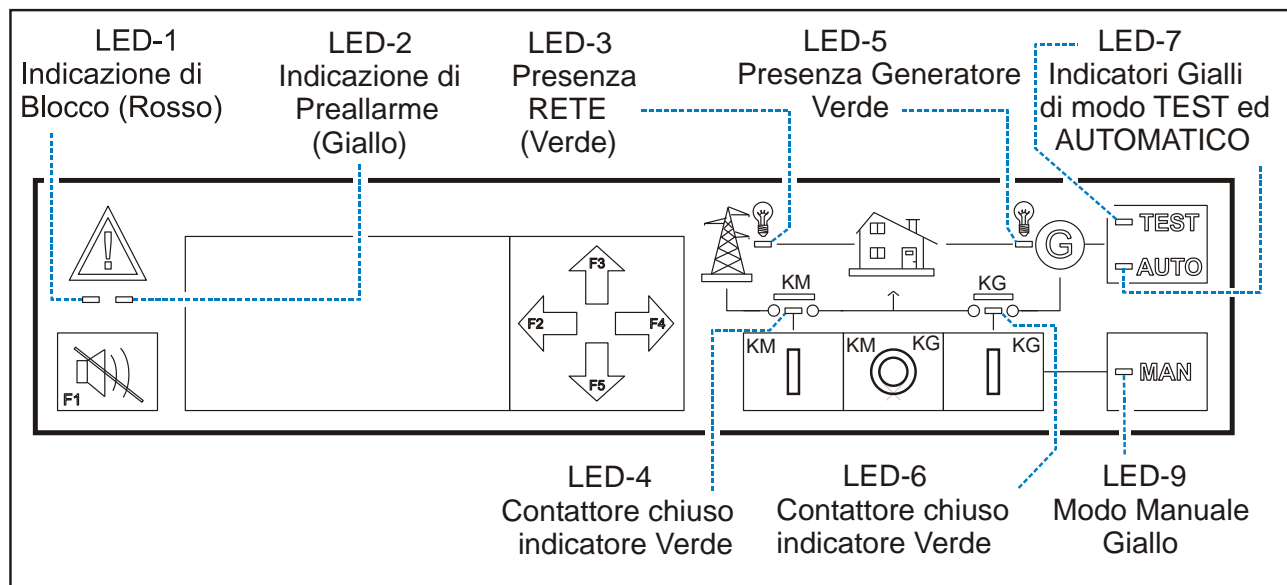 LED-1
Indicazione di
Blocco (Rosso)
LED-2
Indicazione di
Preallarme
(Giallo)
LED-3
Presenza
RETE
(Verde)
LED-5
Presenza Generatore
Verde
LED-7
Indicatori Gialli
di modo TEST ed
AUTOMATICO
F1
F3
F2
F4
F5
G
TEST
AUTO
KM
KG
KM
KM
KG
KG
MAN
LED-4
Contattore chiuso
indicatore Verde
LED-6
Contattore chiuso
indicatore Verde
LED-9
Modo Manuale
Giallo